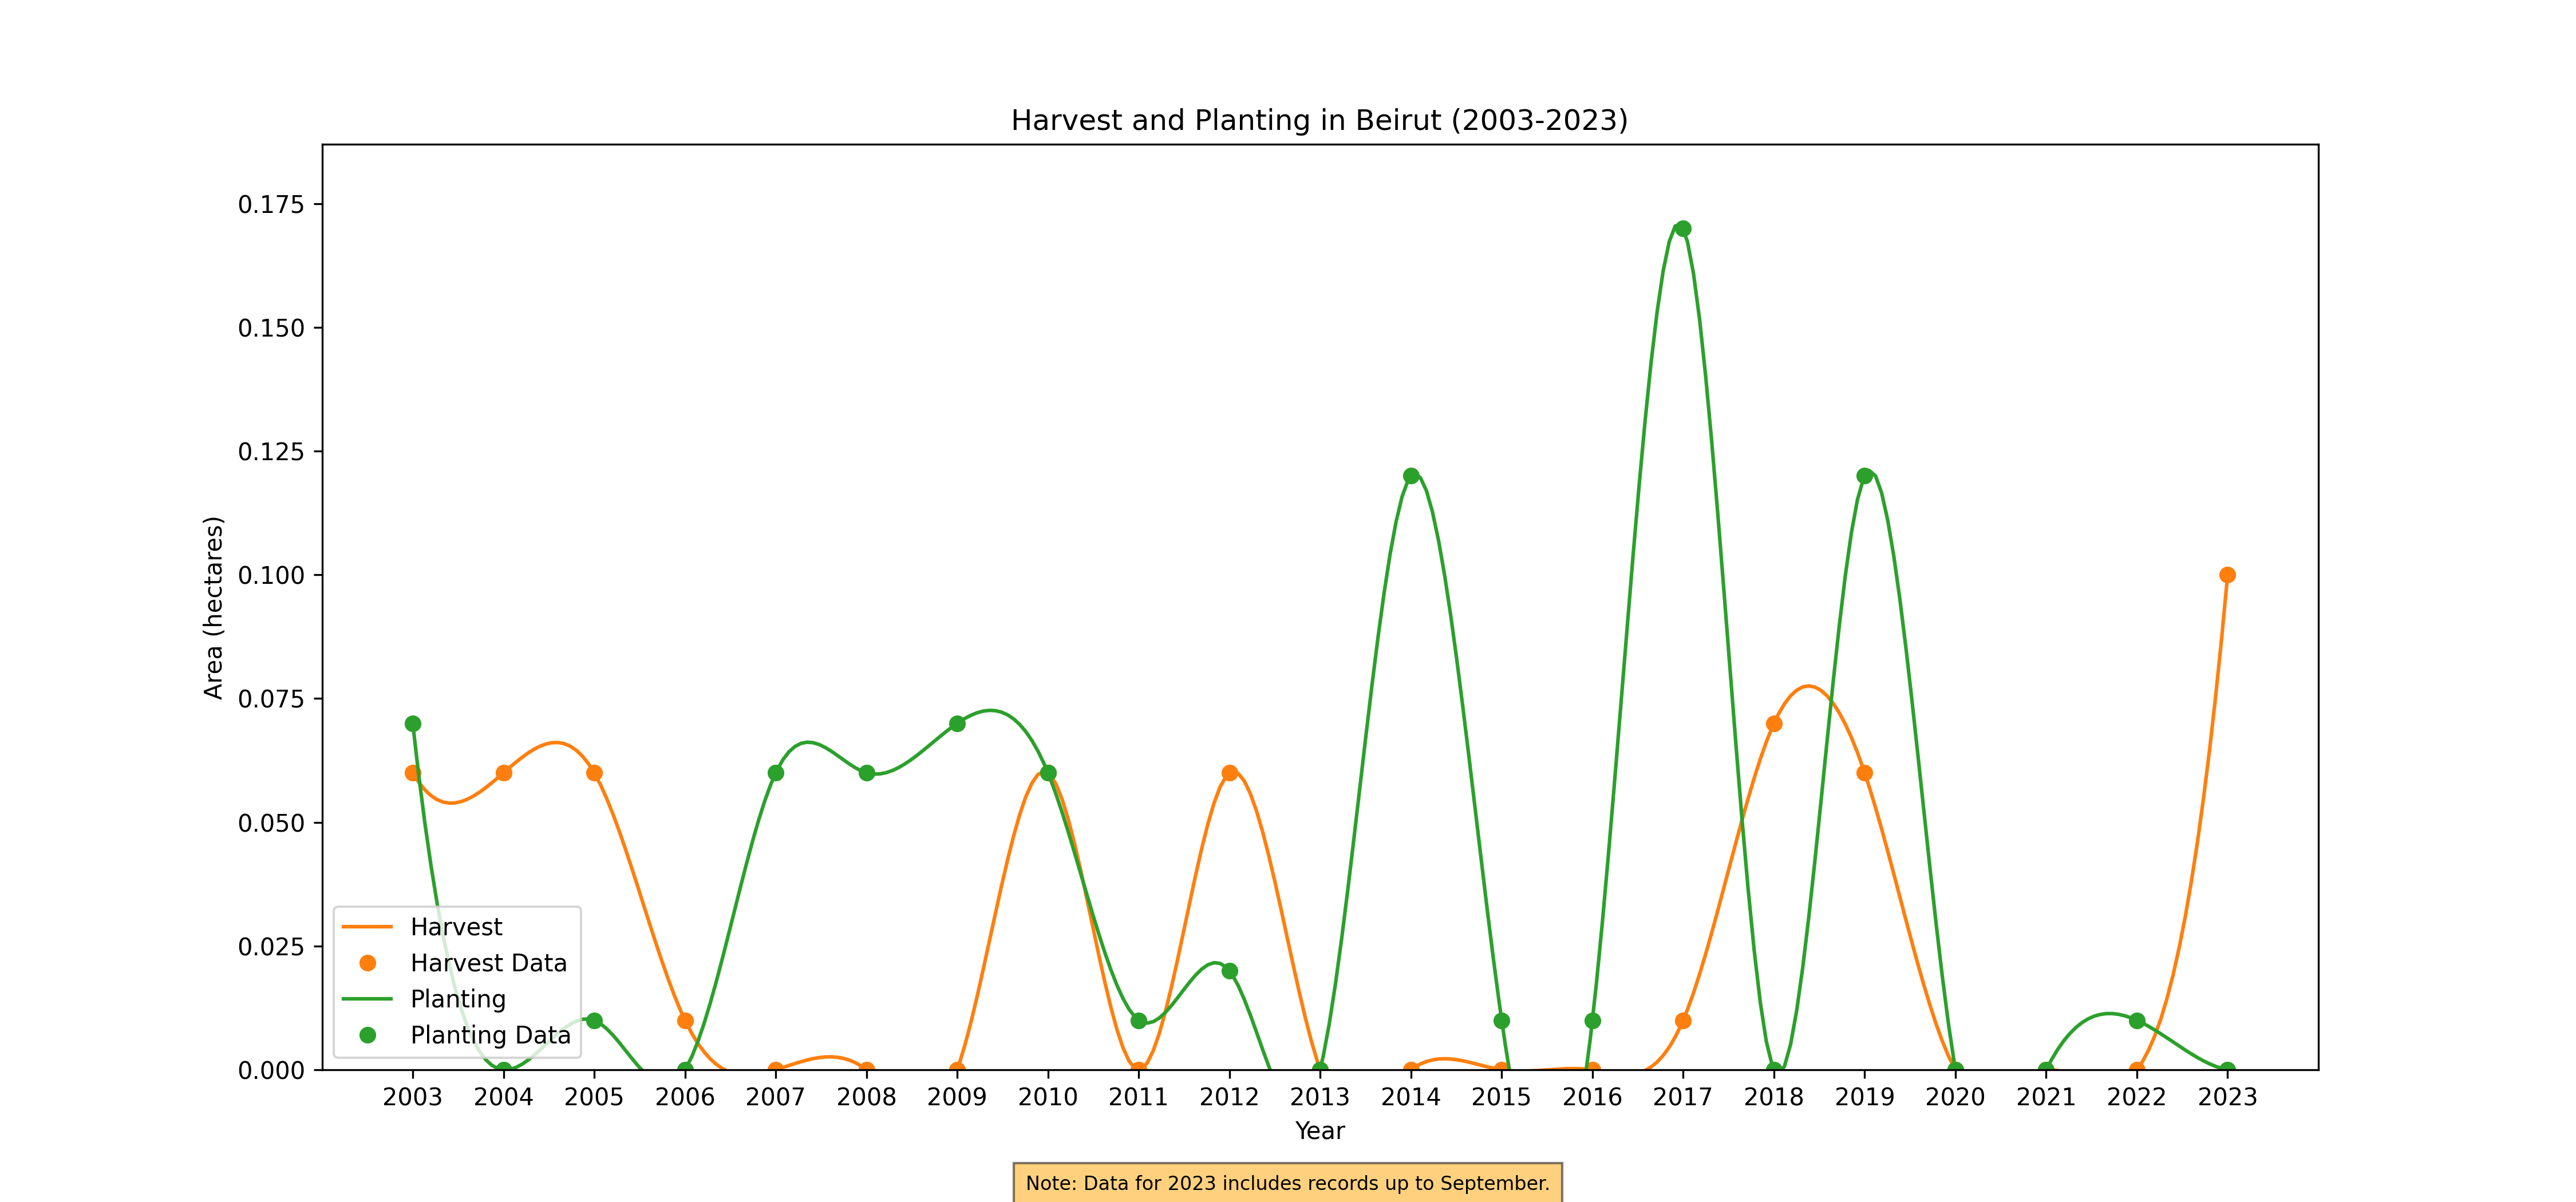 Harvest and Planting in Beirut (2003-2023)
0.175
0.150
0.125
0.100
0.075
0.050
0.025
0.000
Area (hectares)
Harvest
Harvest Data
Planting
Planting Data
2003 2004 2005 2006 2007 2008 2009 2010 2011 2012 2013 2014 2015 2016 2017 2018 2019 2020 2021 2022 2023
Year
Note: Data for 2023 includes records up to September.